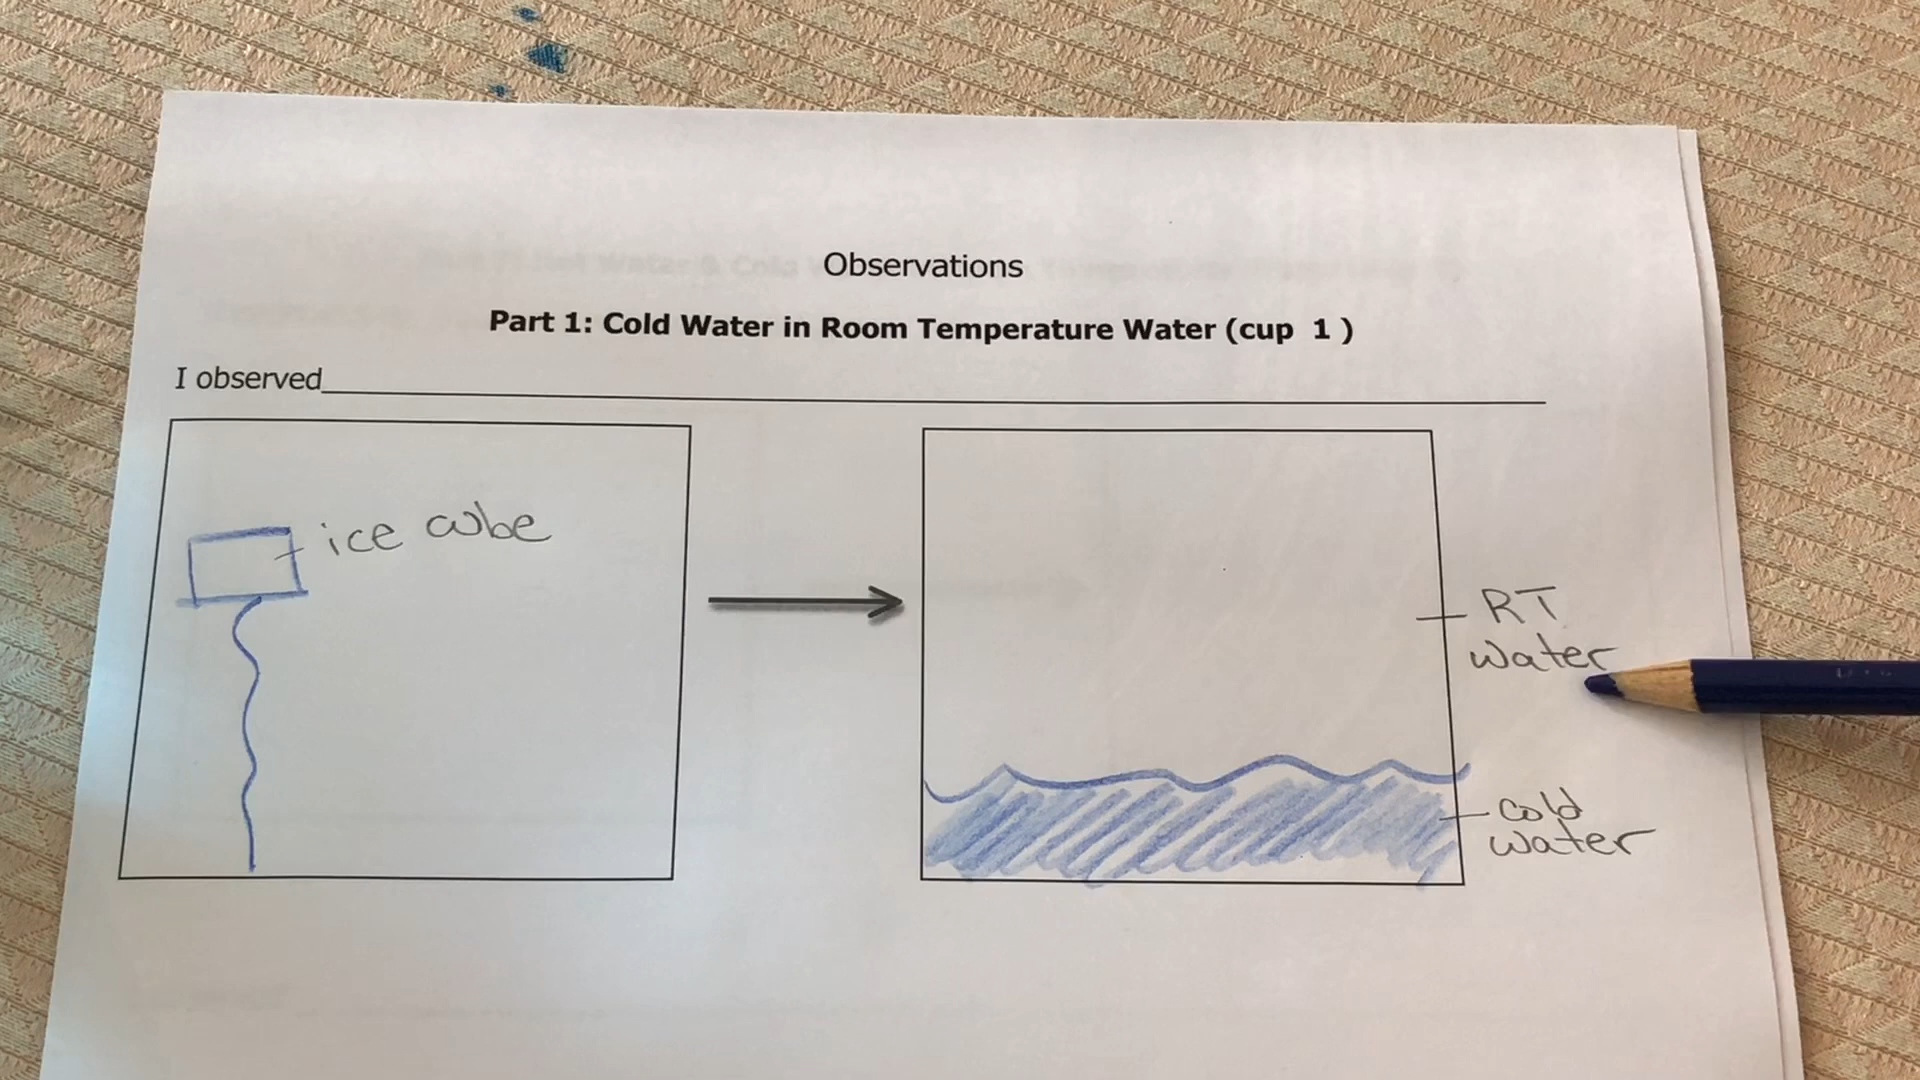 Observations
Part 1: Cold Water in Room Temperature Water (cup 1 )
I observed
ice cube
RT
water
cold
water